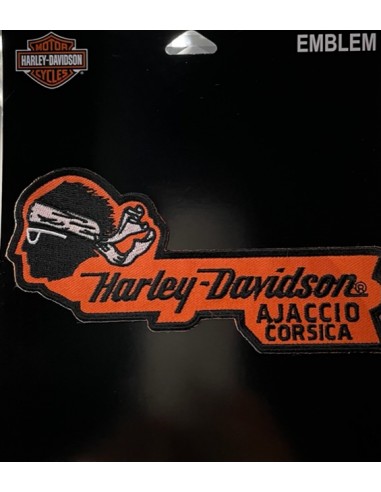 MOTOR
HARLEY-DAVIDSON
CYCLES
EMBLEM
Harley-Davidson®
AJACCIO
CORSICA